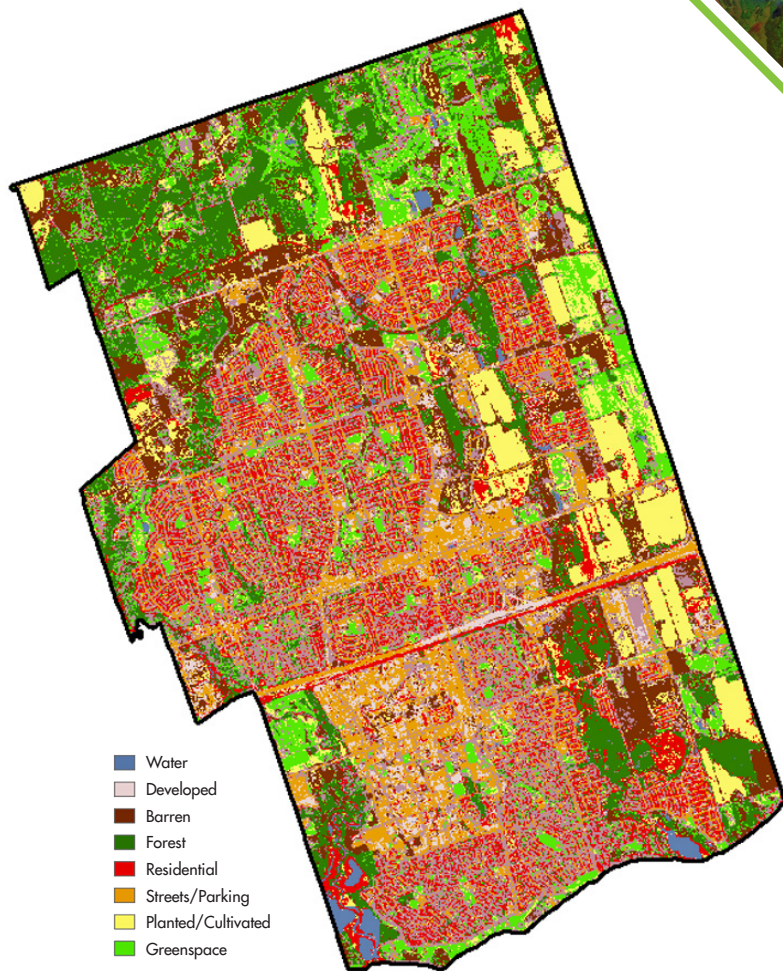 Water
Developed
Barren
Forest
Residential
Streets/Parking
Planted/Cultivated
Greenspace